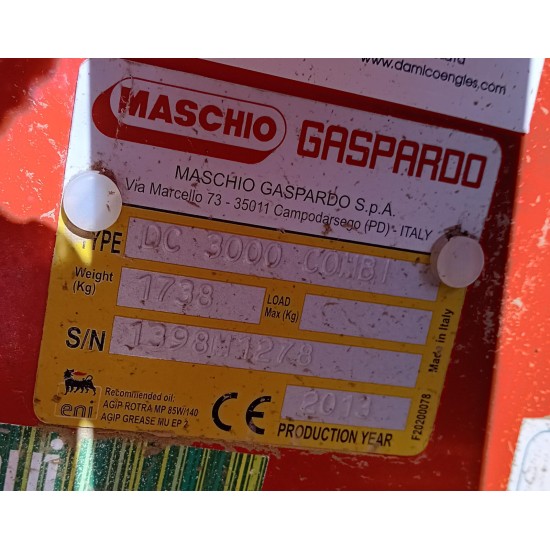 www.damicoengles.com
MASCHIO GASPARDO
MASCHIO GASPARDO S.p.A.
Via Marcello 73 - 35011 Campodarsego (PD) - ITALY
TYPE DC 3000 COMBI
Weight (Kg) 1738 LOAD Max (Kg)
S/N 1398M1278
Made in Italy
eni
Recommended oil:
AGIP ROTRA MP 85W/140
AGIP GREASE MU EP
CE
PRODUCTION YEAR
F20200078